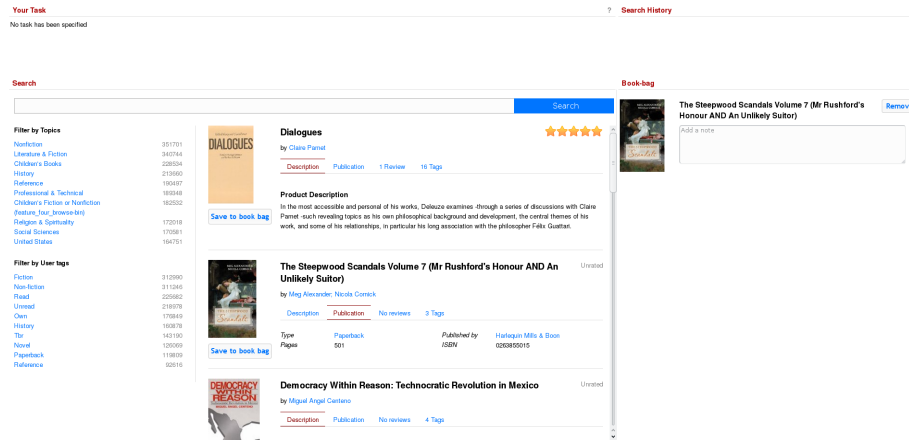 Your Task
?
Search History
No task has been specified
Search
Book-bag
Search
Filter by Topics
Nonfiction 351701
Literature & Fiction 340744
Children's Books 228534
History 213660
Reference 190497
Professional & Technical 189348
Children's Fiction or Nonfiction 182532
(feature_four_browse-bin)
Religion & Spirituality 172018
Social Sciences 170581
United States 164751
Filter by User tags
Fiction 312990
Non-fiction 311246
Read 225682
Unread 218978
Own 176849
History 160878
Tbr 143190
Novel 126069
Paperback 119809
Reference 92616
DIALOGUES
Save to book bag
Dialogues
by Claire Parnet
Description Publication 1 Review 16 Tags
Product Description
In the most accessible and personal of his works, Deleuze examines -through a series of discussions with Claire
Parnet -such revealing topics as his own philosophical background and development, the central themes of his
work, and some of his relationships, in particular his long association with the philosopher Félix Guattari.
Save to book bag
The Steepwood Scandals Volume 7 (Mr Rushford's Honour AND An
Unlikely Suitor)
Unrated
by Meg Alexander; Nicola Cornick
Description Publication No reviews 3 Tags
Type Paperback Published by Harlequin Mills & Boon
Pages 501 ISBN 0263855015
DEMOCRACY
WITHIN
REASON
Democracy Within Reason: Technocratic Revolution in Mexico
Unrated
by Miguel Angel Centeno
Description Publication No reviews 4 Tags
The Steepwood Scandals Volume 7 (Mr Rushford's
Honour AND An Unlikely Suitor)
Remov
Add a note